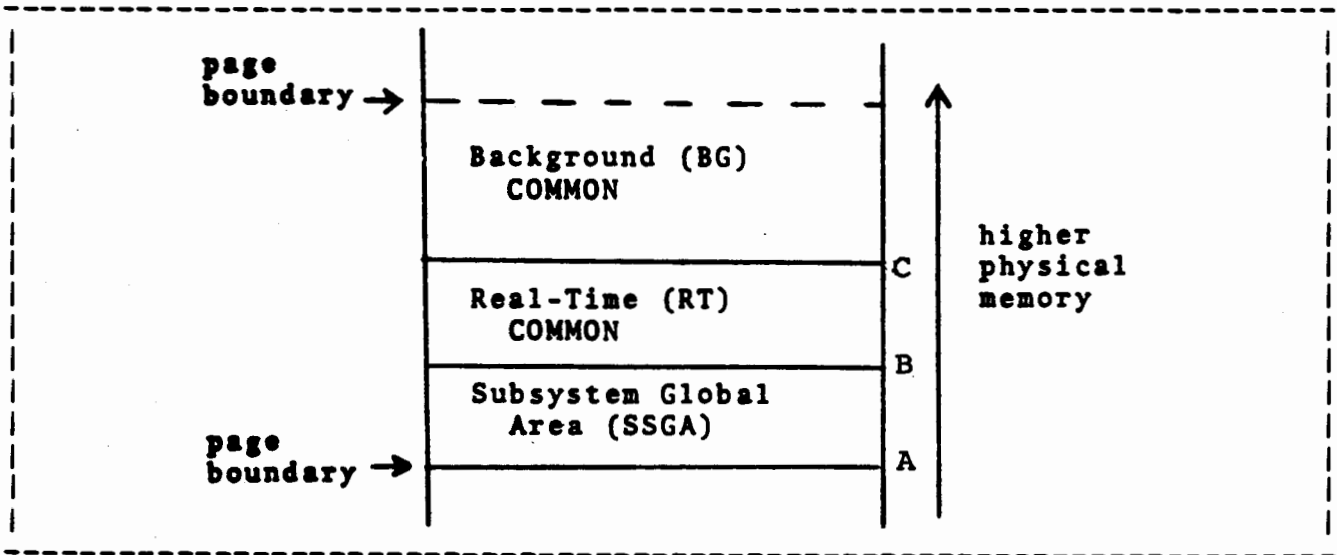 page
boundary
Background (BG)
COMMON
higher
physical
memory
C
Real-Time (RT)
COMMON
B
Subsystem Global
Area (SSGA)
page
boundary
A